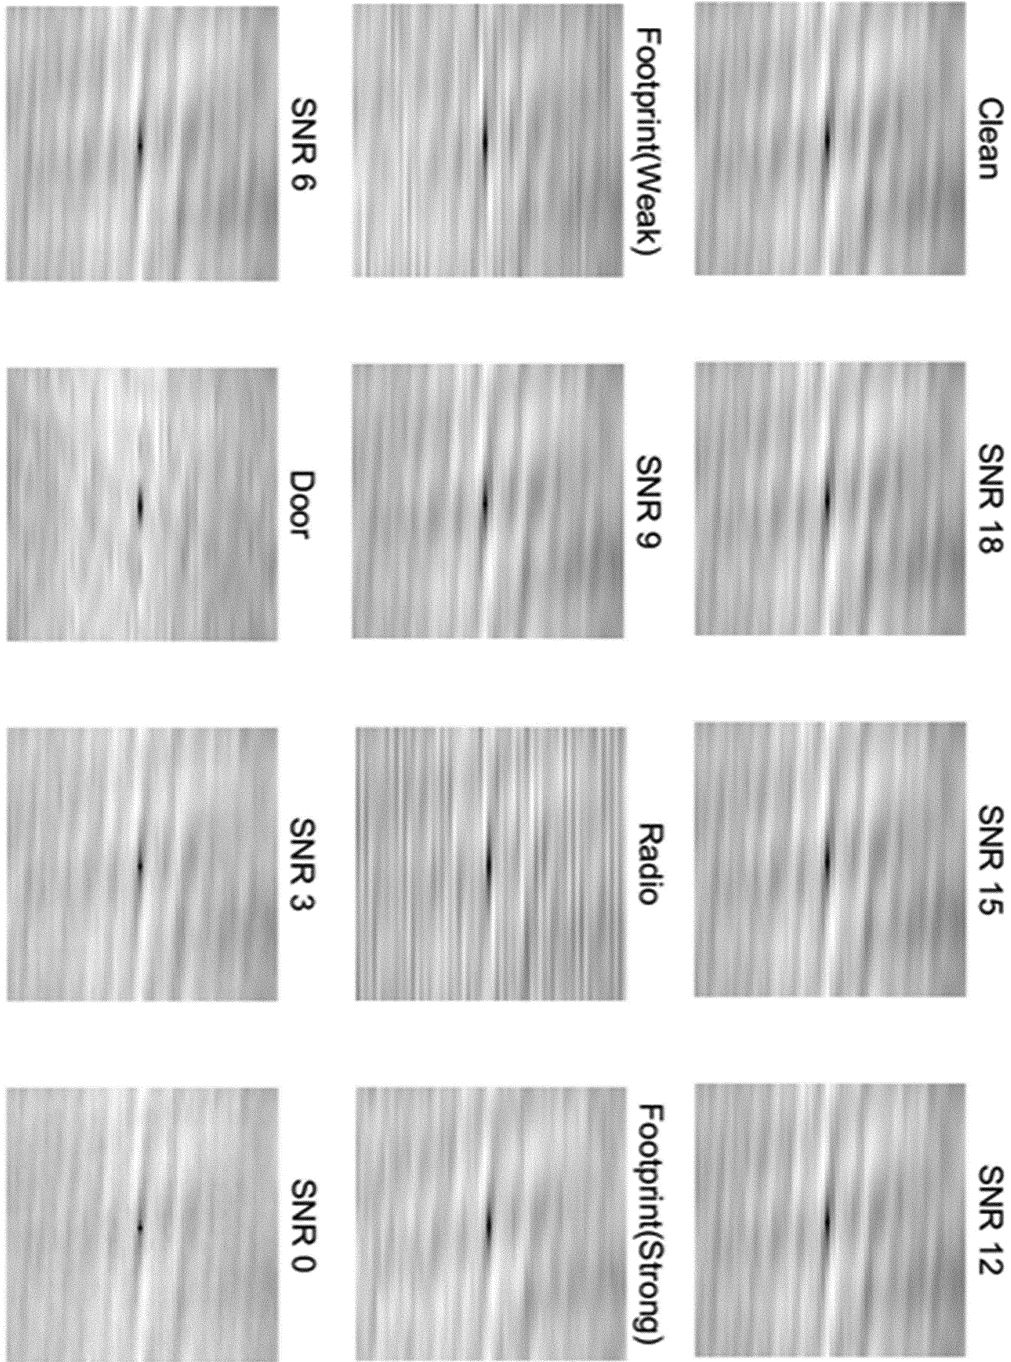 Clean
SNR 18
SNR 15
SNR 12
Footprint(Weak)
SNR 9
Radio
Footprint(Strong)
SNR 6
Door
SNR 3
SNR 0